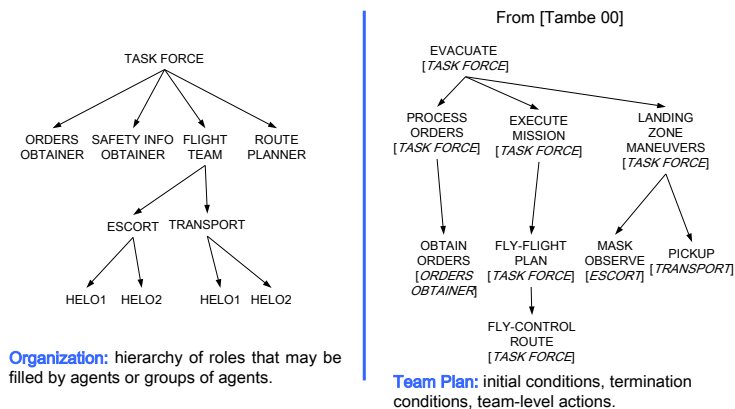 From [Tambe 00]
TASK FORCE
ORDERS
OBTAINER
SAFETY INFO
OBTAINER
FLIGHT
TEAM
ROUTE
PLANNER
ESCORT
TRANSPORT
HELO1
HELO2
HELO1
HELO2
Organization: hierarchy of roles that may be
filled by agents or groups of agents.
EVACUATE
[TASK FORCE]
PROCESS
ORDERS
[TASK FORCE]
EXECUTE
MISSION
[TASK FORCE]
LANDING
ZONE
MANEUVERS
[TASK FORCE]
OBTAIN
ORDERS
[ORDERS
OBTAINER]
FLY-FLIGHT
PLAN
[TASK FORCE]
MASK
OBSERVE
[ESCORT]
PICKUP
[TRANSPORT]
FLY-CONTROL
ROUTE
[TASK FORCE]
Team Plan: initial conditions, termination
conditions, team-level actions.